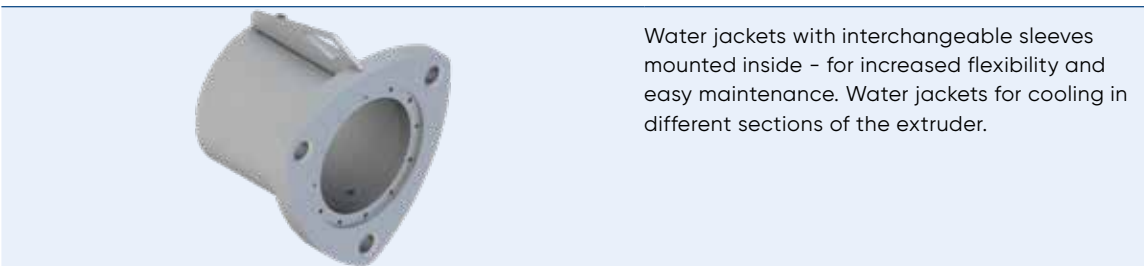 Water jackets with interchangeable sleeves
mounted inside - for increased flexibility and
easy maintenance. Water jackets for cooling in
different sections of the extruder.